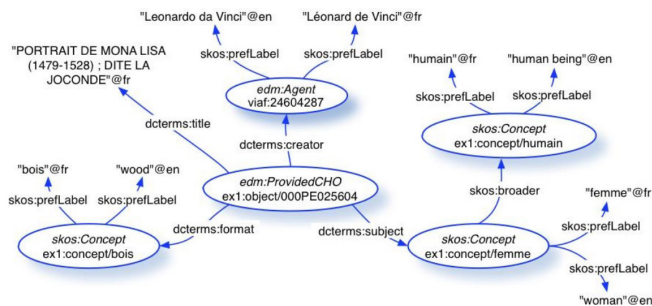 "Leonardo da Vinci"@en
"Léonard de Vinci"@fr
"PORTRAIT DE MONA LISA
(1479-1528) ; DITE LA
JOCONDE"@fr
skos:prefLabel
skos:prefLabel
"humain"@fr
"human being"@en
edm:Agent
viaf:24604287
skos:prefLabel
skos:prefLabel
dcterms:title
dcterms:creator
skos:Concept
ex1:concept/humain
"bois"@fr
"wood"@en
edm:ProvidedCHO
ex1:object/000PE025604
skos:broader
"femme"@fr
skos:prefLabel
skos:prefLabel
dcterms:format
dcterms:subject
skos:prefLabel
skos:Concept
ex1:concept/bois
skos:Concept
ex1:concept/femme
skos:prefLabel
"woman"@en